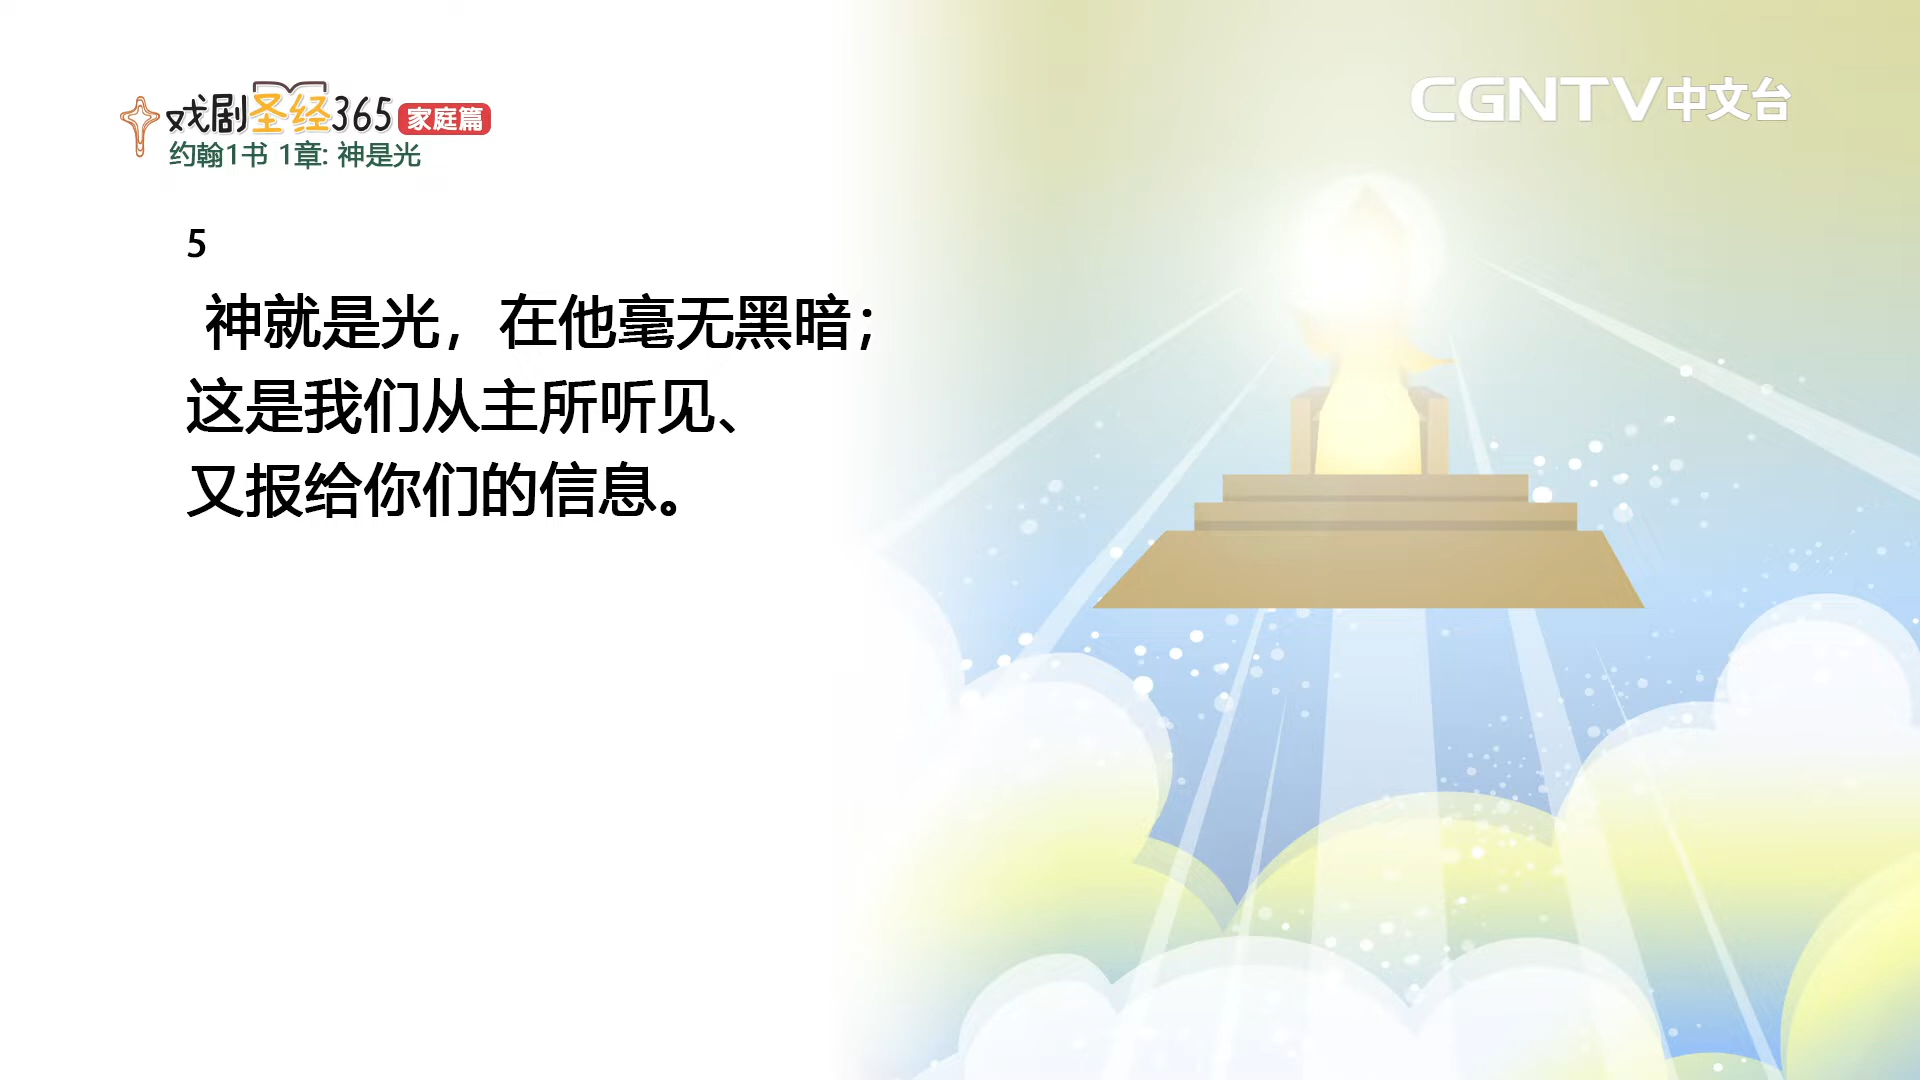 戏剧圣经365 家庭篇
CGNTV中文台
约翰1书 1章: 神是光
5
神就是光，在他毫无黑暗；
这是我们从主所听见、
又报给你们的信息。